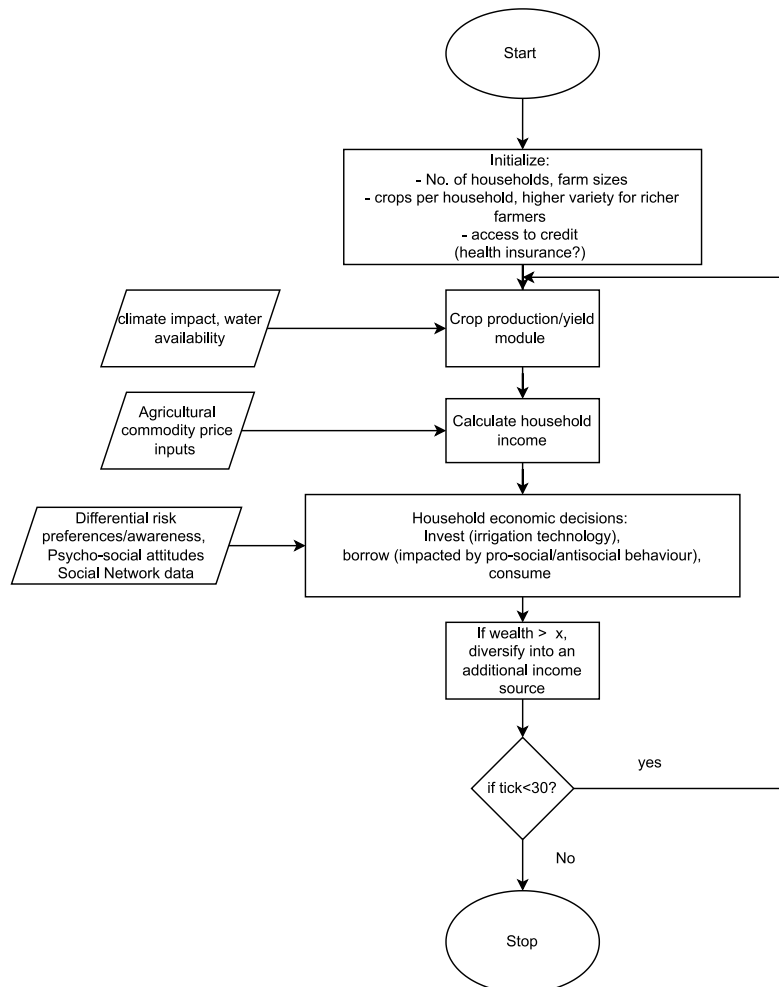 Start
Initialize:
- No. of households, farm sizes
- crops per household, higher variety for richer
farmers
- access to credit
(health insurance?)
climate impact, water
availability
Crop production/yield
module
Agricultural
commodity price
inputs
Calculate household
income
Differential risk
preferences/awareness,
Psycho-social attitudes
Social Network data
Household economic decisions:
Invest (irrigation technology),
borrow (impacted by pro-social/antisocial behaviour),
consume
If wealth > x,
diversify into an
additional income
source
if tick<30?
yes
No
Stop